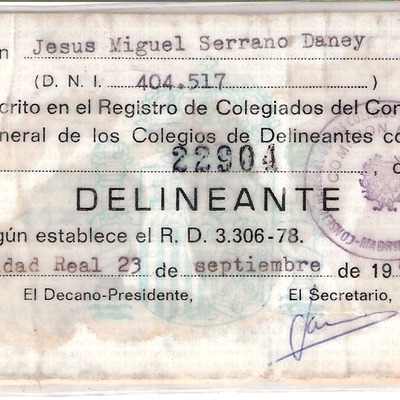 n Jesus Miguel Serrano Daney
(D. N. I. 404.517 )
crito en el Registro de Colegiados del Con
neral de los Colegios de Delineantes co
22901 , d
DELINEANTE
gún establece el R. D. 3.306-78.
dad Real 23 de septiembre de 19
El Decano-Presidente, El Secretario,
MADRID